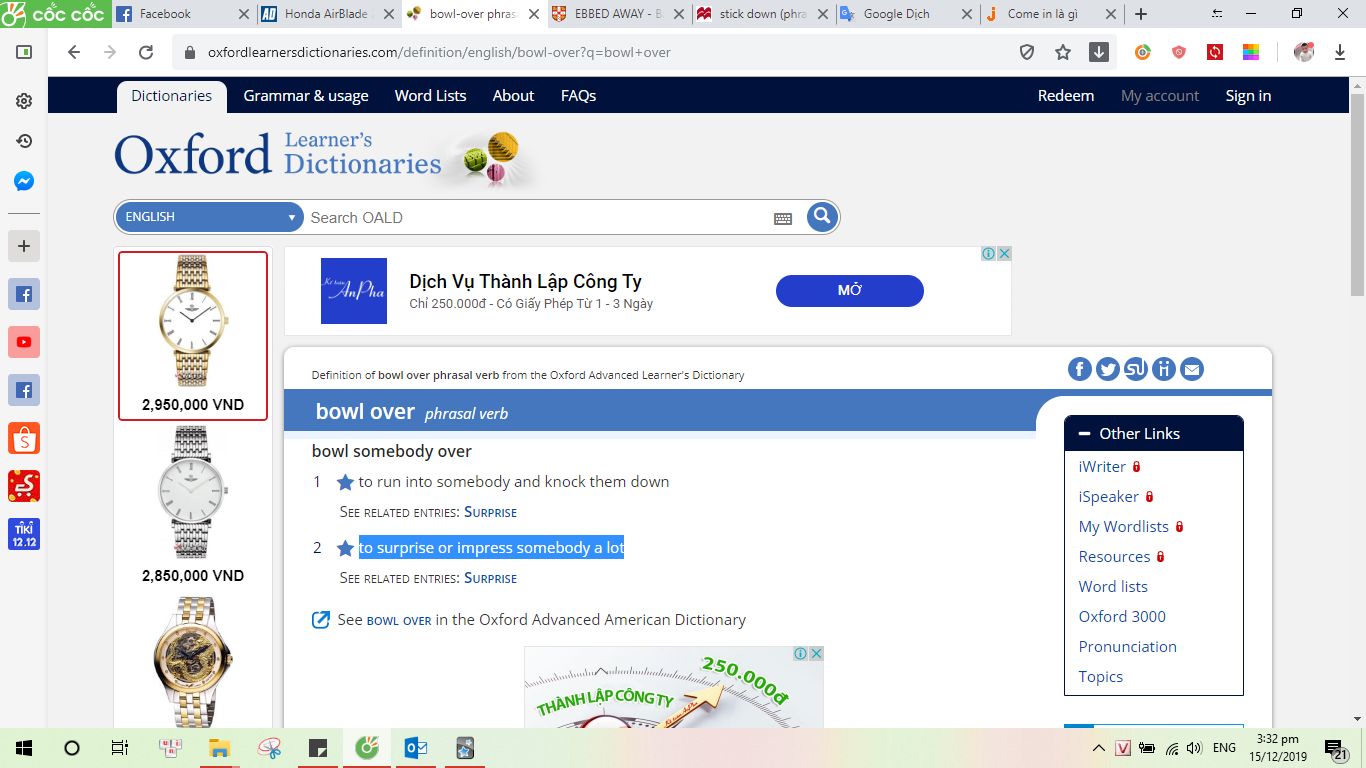 cốc cốc
Facebook
Honda AirBlade
bowl-over phras
EBBED AWAY - B
stick down (phra
Google Dịch
Come in là gì
oxfordlearnersdictionaries.com/definition/english/bowl-over?q=bowl+over
Dictionaries
Grammar & usage
Word Lists
About
FAQs
Redeem
My account
Sign in
Oxford Learner's Dictionaries
ENGLISH
Search OALD
2,950,000 VND
2,850,000 VND
Kế toán
AnPha
Dịch Vụ Thành Lập Công Ty
Chỉ 250.000đ - Có Giấy Phép Từ 1 - 3 Ngày
MỞ
Definition of bowl over phrasal verb from the Oxford Advanced Learner's Dictionary
bowl over phrasal verb
bowl somebody over
1 to run into somebody and knock them down
SEE RELATED ENTRIES: SURPRISE
2 to surprise or impress somebody a lot
SEE RELATED ENTRIES: SURPRISE
See BOWL OVER in the Oxford Advanced American Dictionary
THÀNH LẬP CÔNG TY
250.000đ
Other Links
iWriter
iSpeaker
My Wordlists
Resources
Word lists
Oxford 3000
Pronunciation
Topics
TIKI
12.12
ENG
3:32 pm
15/12/2019
21